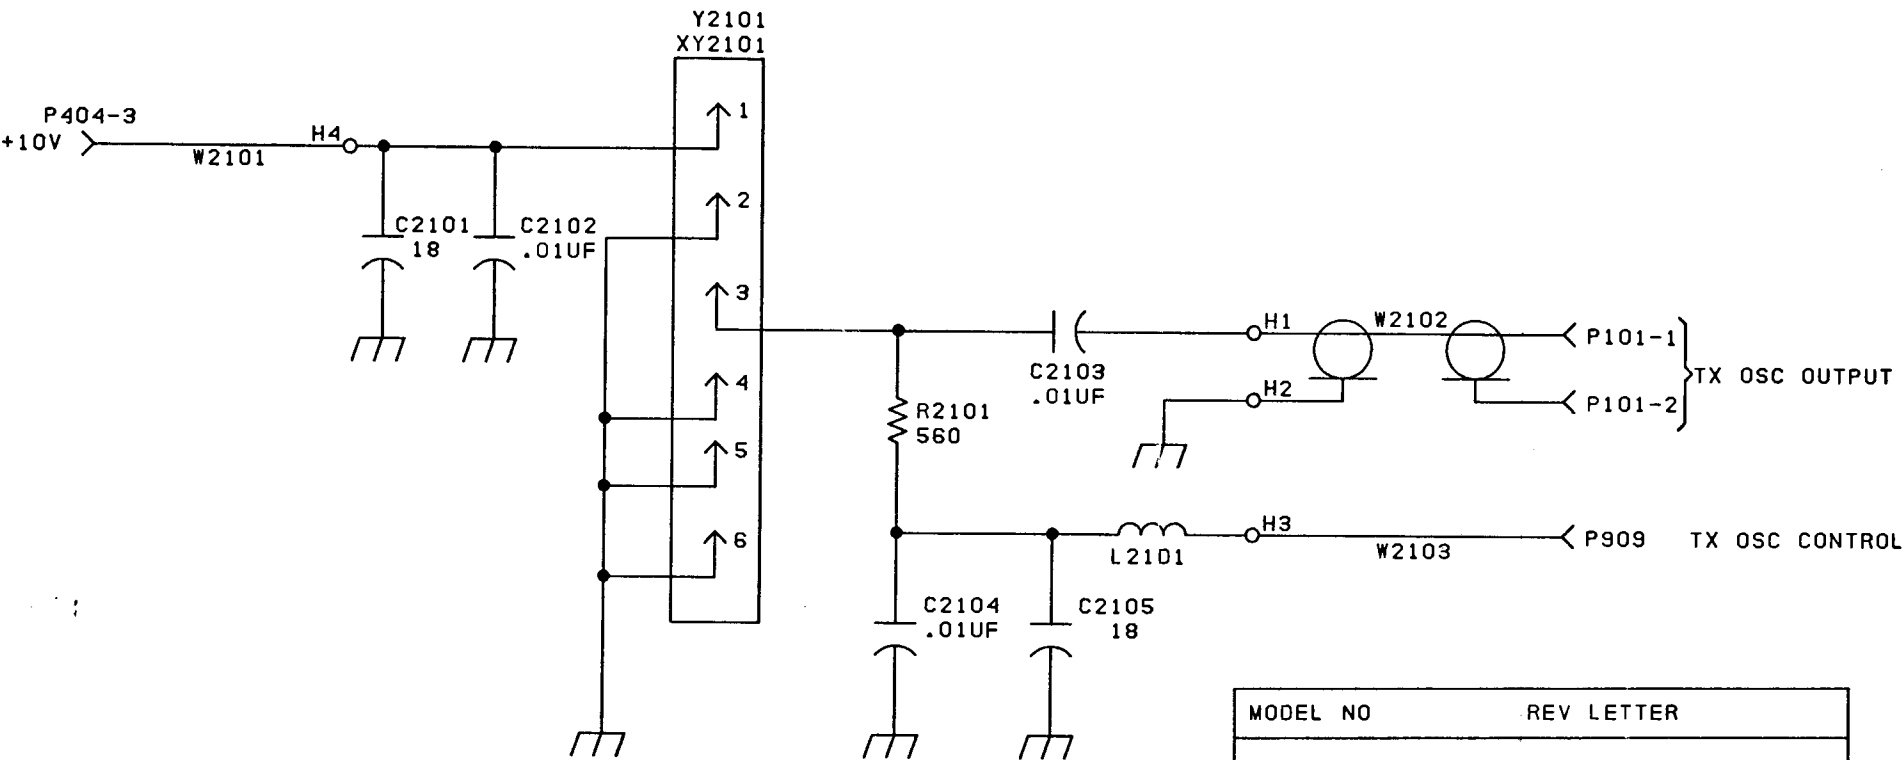 Y2101
XY2101
P404-3
+10V
W2101
H4
C2101
18
C2102
.01UF
1
2
3
4
5
6
C2103
.01UF
R2101
560
H1
H2
W2102
P101-1
P101-2
TX OSC OUTPUT
L2101
H3
W2103
P909
TX OSC CONTROL
C2104
.01UF
C2105
18
MODEL NO REV LETTER